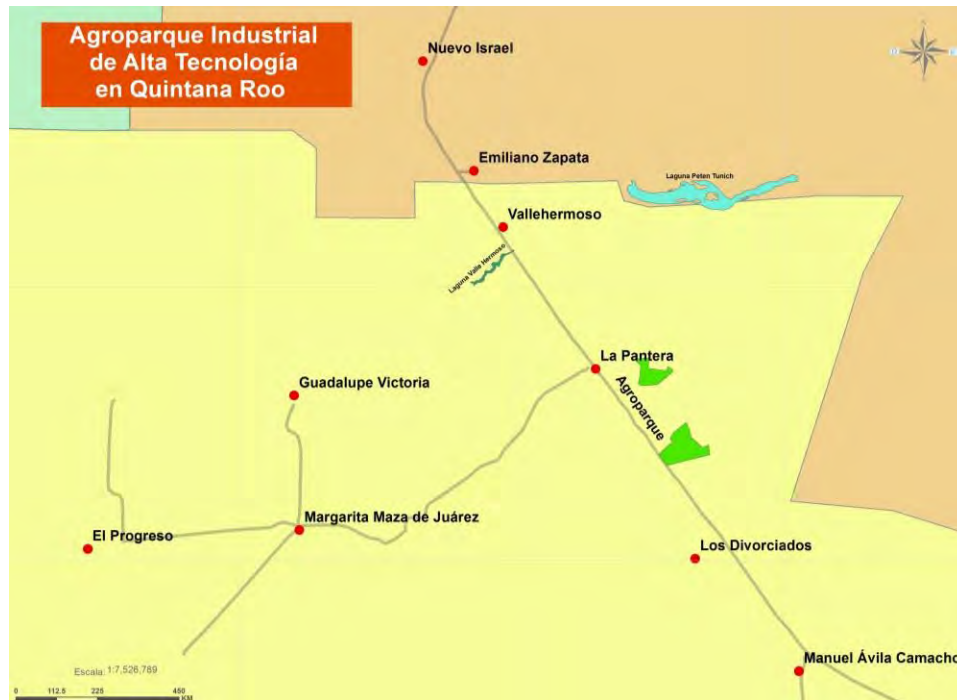 Agroparque Industrial
de Alta Tecnología
en Quintana Roo
Nuevo Israel
Emiliano Zapata
Laguna Peten Tunich
Vallehermoso
Laguna Valle Hermoso
La Pantera
Guadalupe Victoria
Agroparque
Margarita Maza de Juárez
El Progreso
Los Divorciados
Manuel Ávila Camacho
Escala: 1:7,526,789
0 112.5 225 450
KM